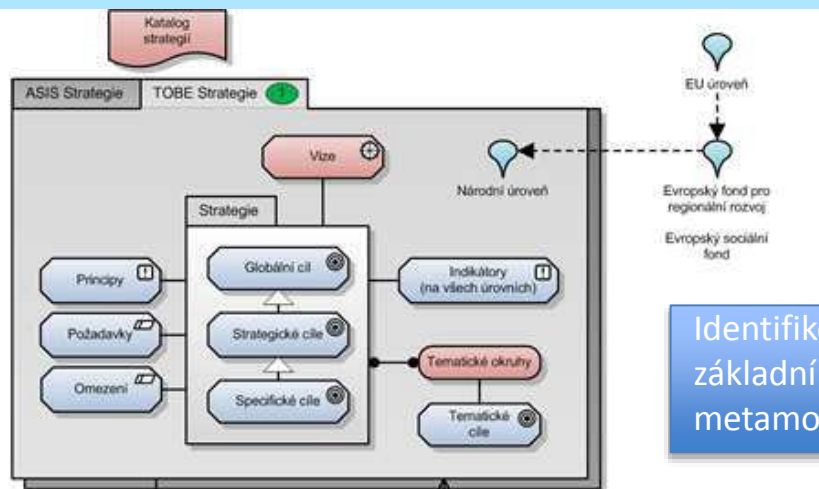 Katalog
strategií
ASIS Strategie
TOBE Strategie
Vize
Strategie
Globální cíl
Strategické cíle
Specifické cíle
Principy
Požadavky
Omezení
Indikátory
(na všech úrovních)
Tematické okruhy
Tematické
cíle
EU úroveň
Národní úroveň
Evropský fond pro
regionální rozvoj
Evropský sociální
fond
základní